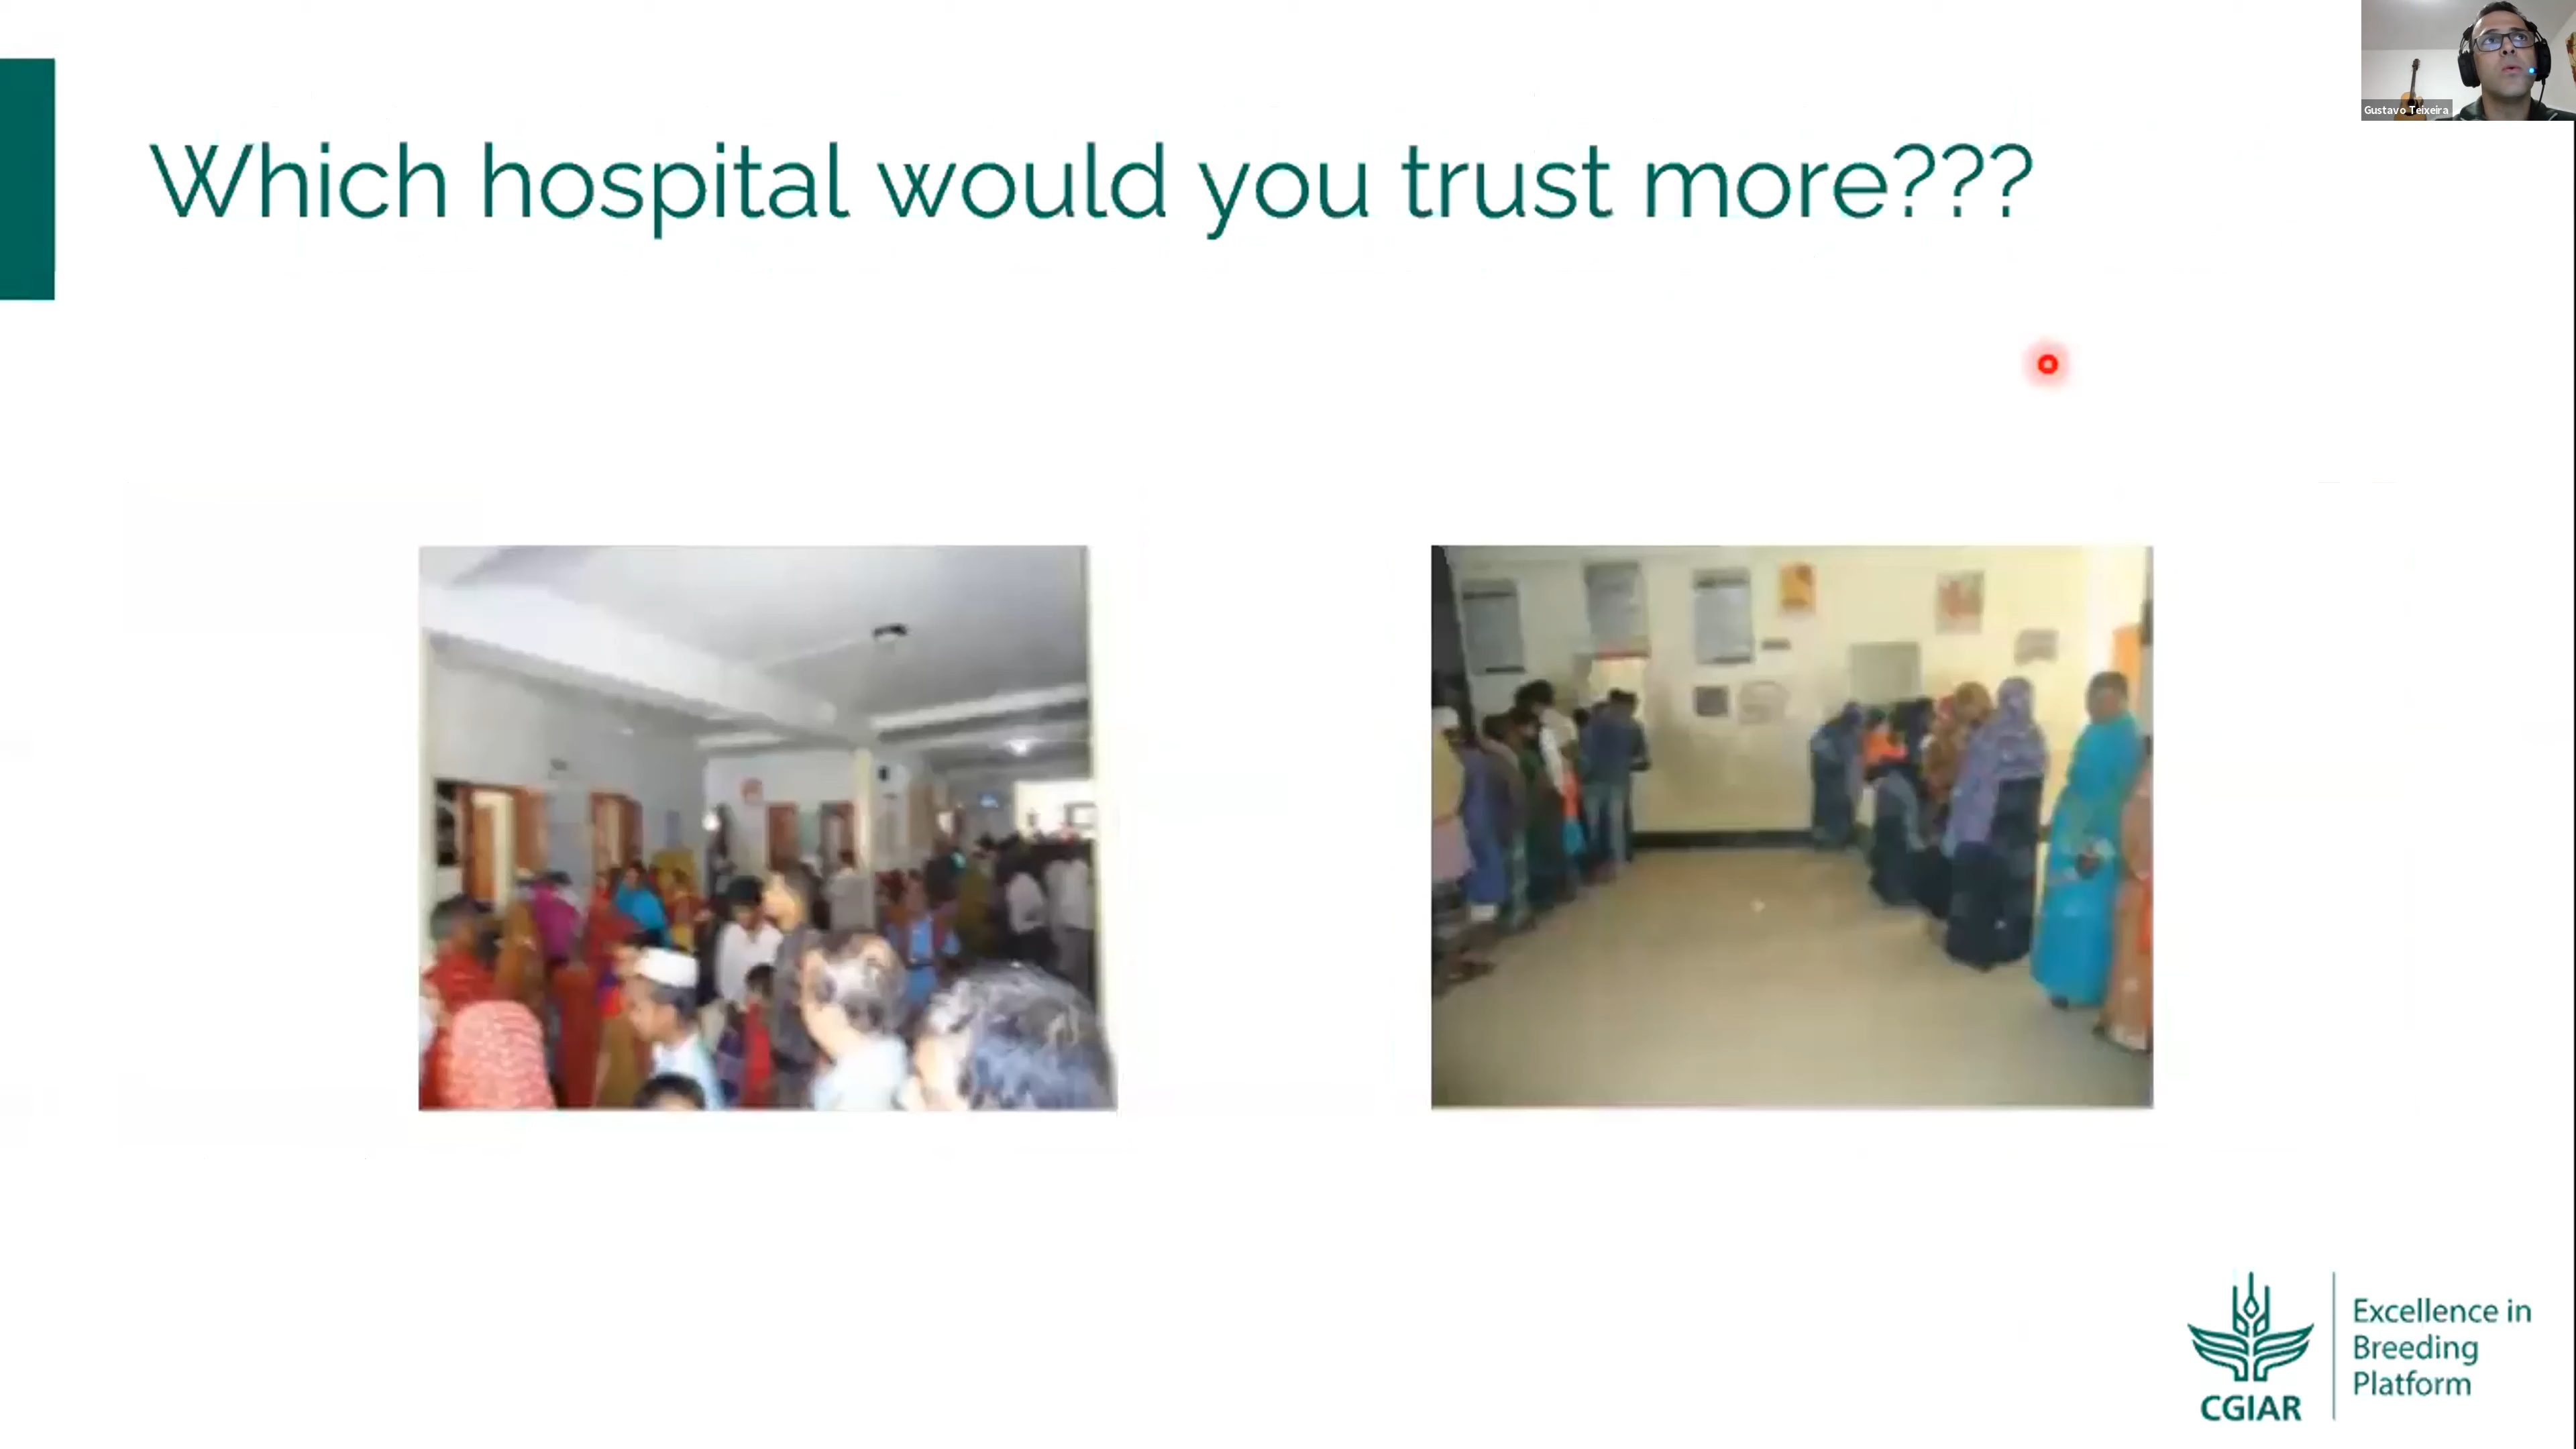 Gustavo Teixeira
Which hospital would you trust more???
Excellence in
Breeding
Platform
CGIAR